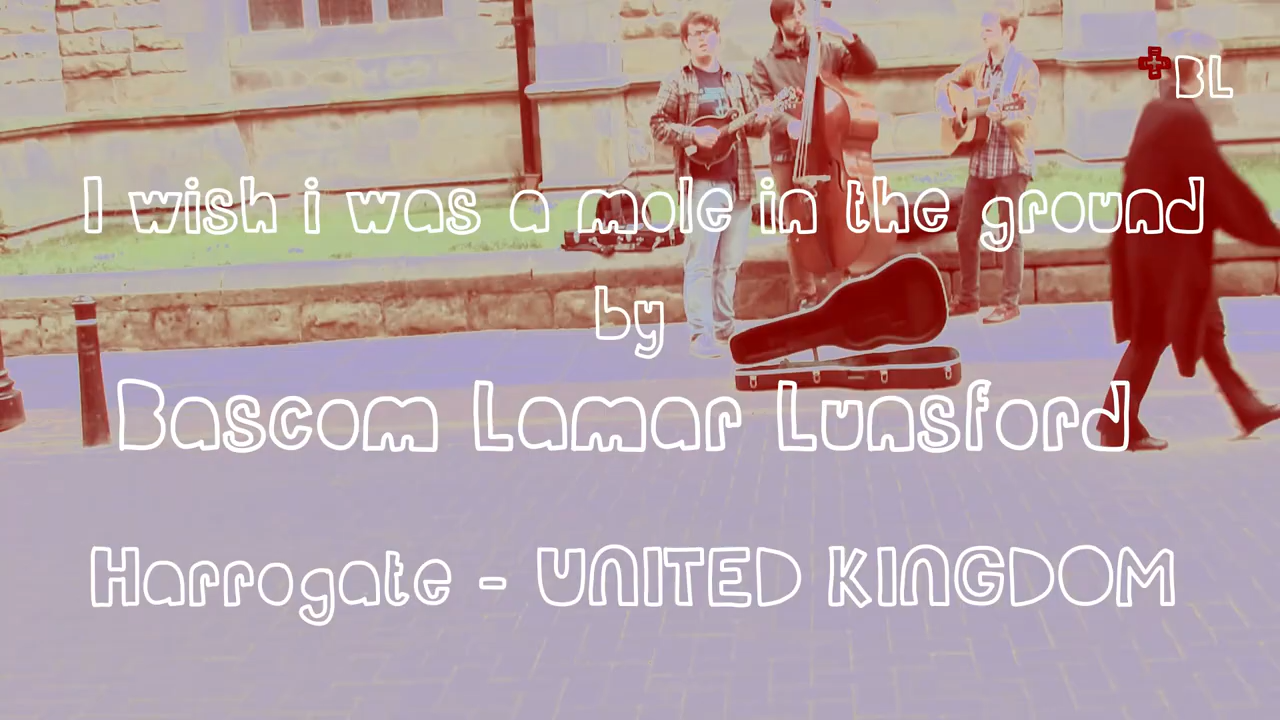 BL
I wish i was a mole in the ground
by
Bascom Lamar Lunsford
Harrogate - UNITED KINGDOM